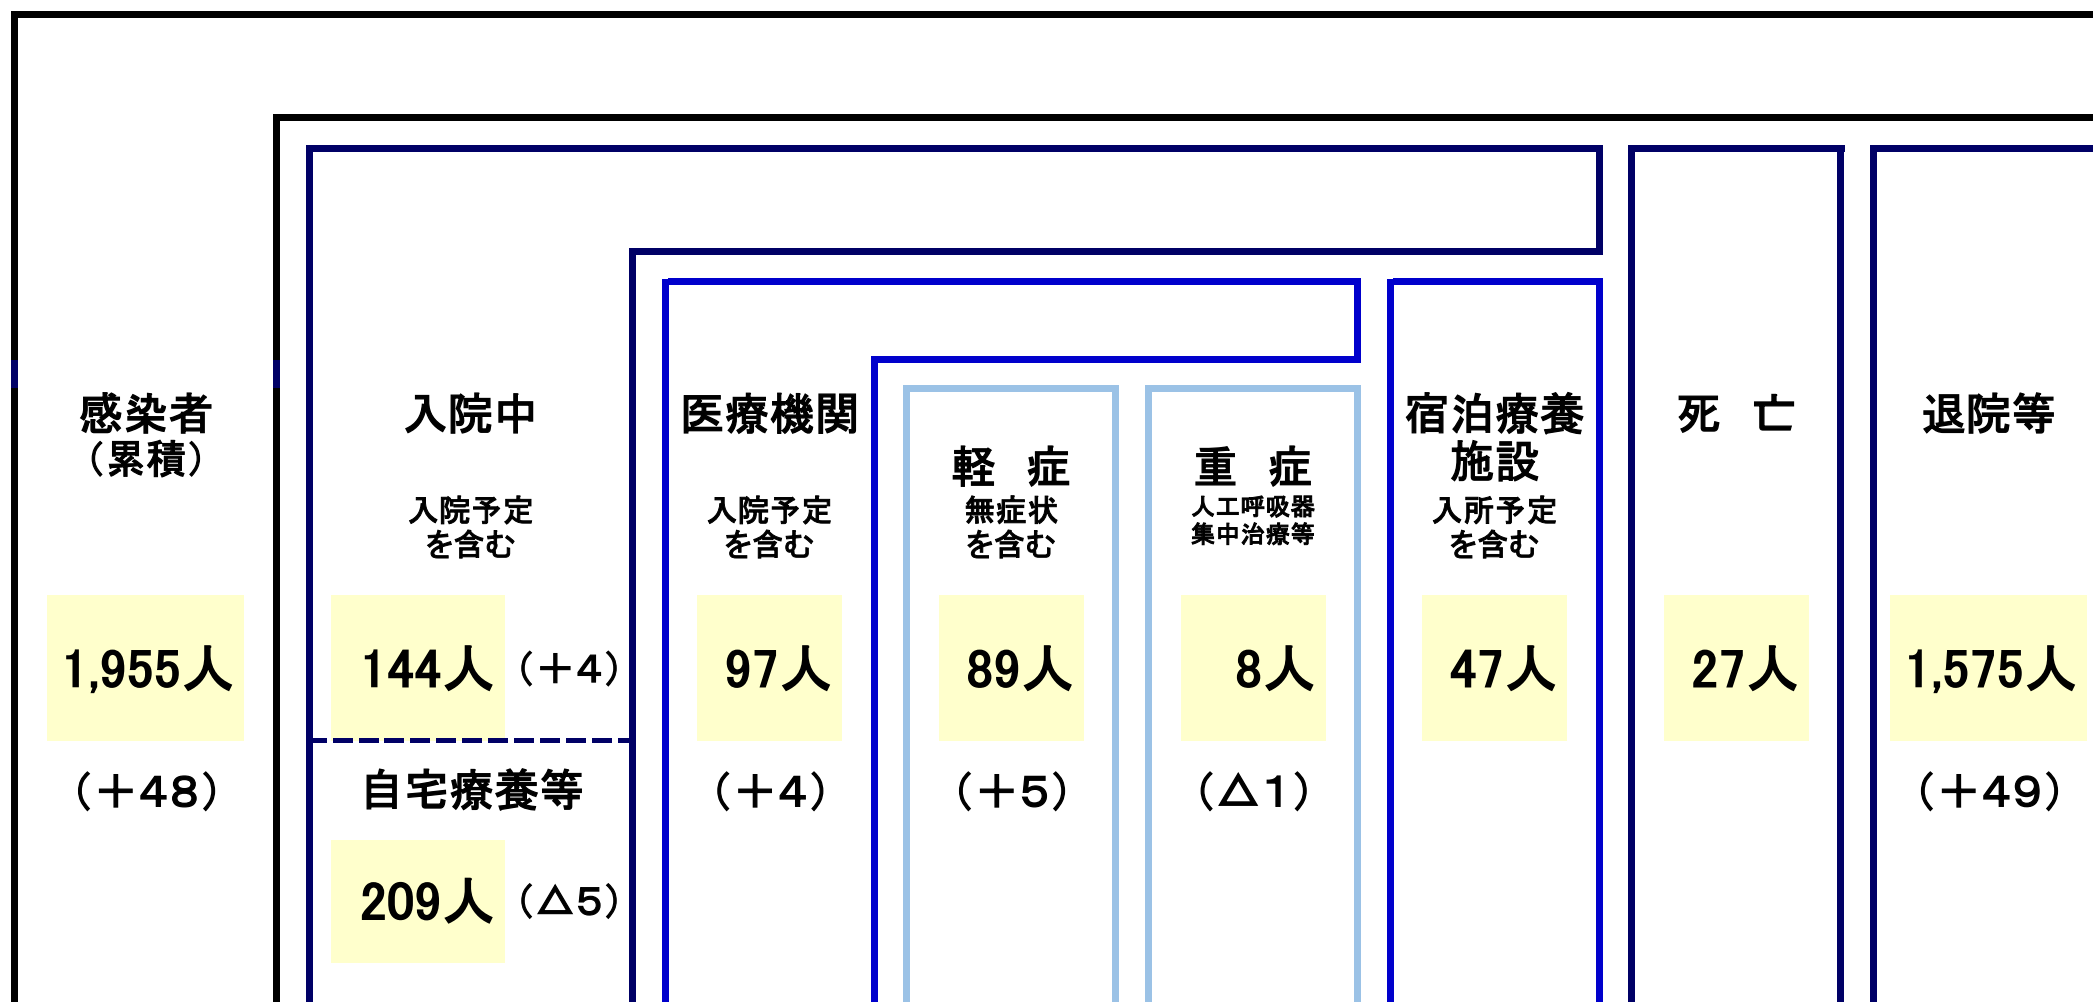 感染者
（累積）
1,955人
（＋48）
入院中
入院予定
を含む
144人 （＋4）
自宅療養等
209人 （△5）
医療機関
入院予定
を含む
97人
（＋4）
軽 症
無症状
を含む
89人
（＋5）
重 症
人工呼吸器
集中治療等
8人
（△1）
宿泊療養
施設
入所予定
を含む
47人
死 亡
27人
退院等
1,575人
（＋49）